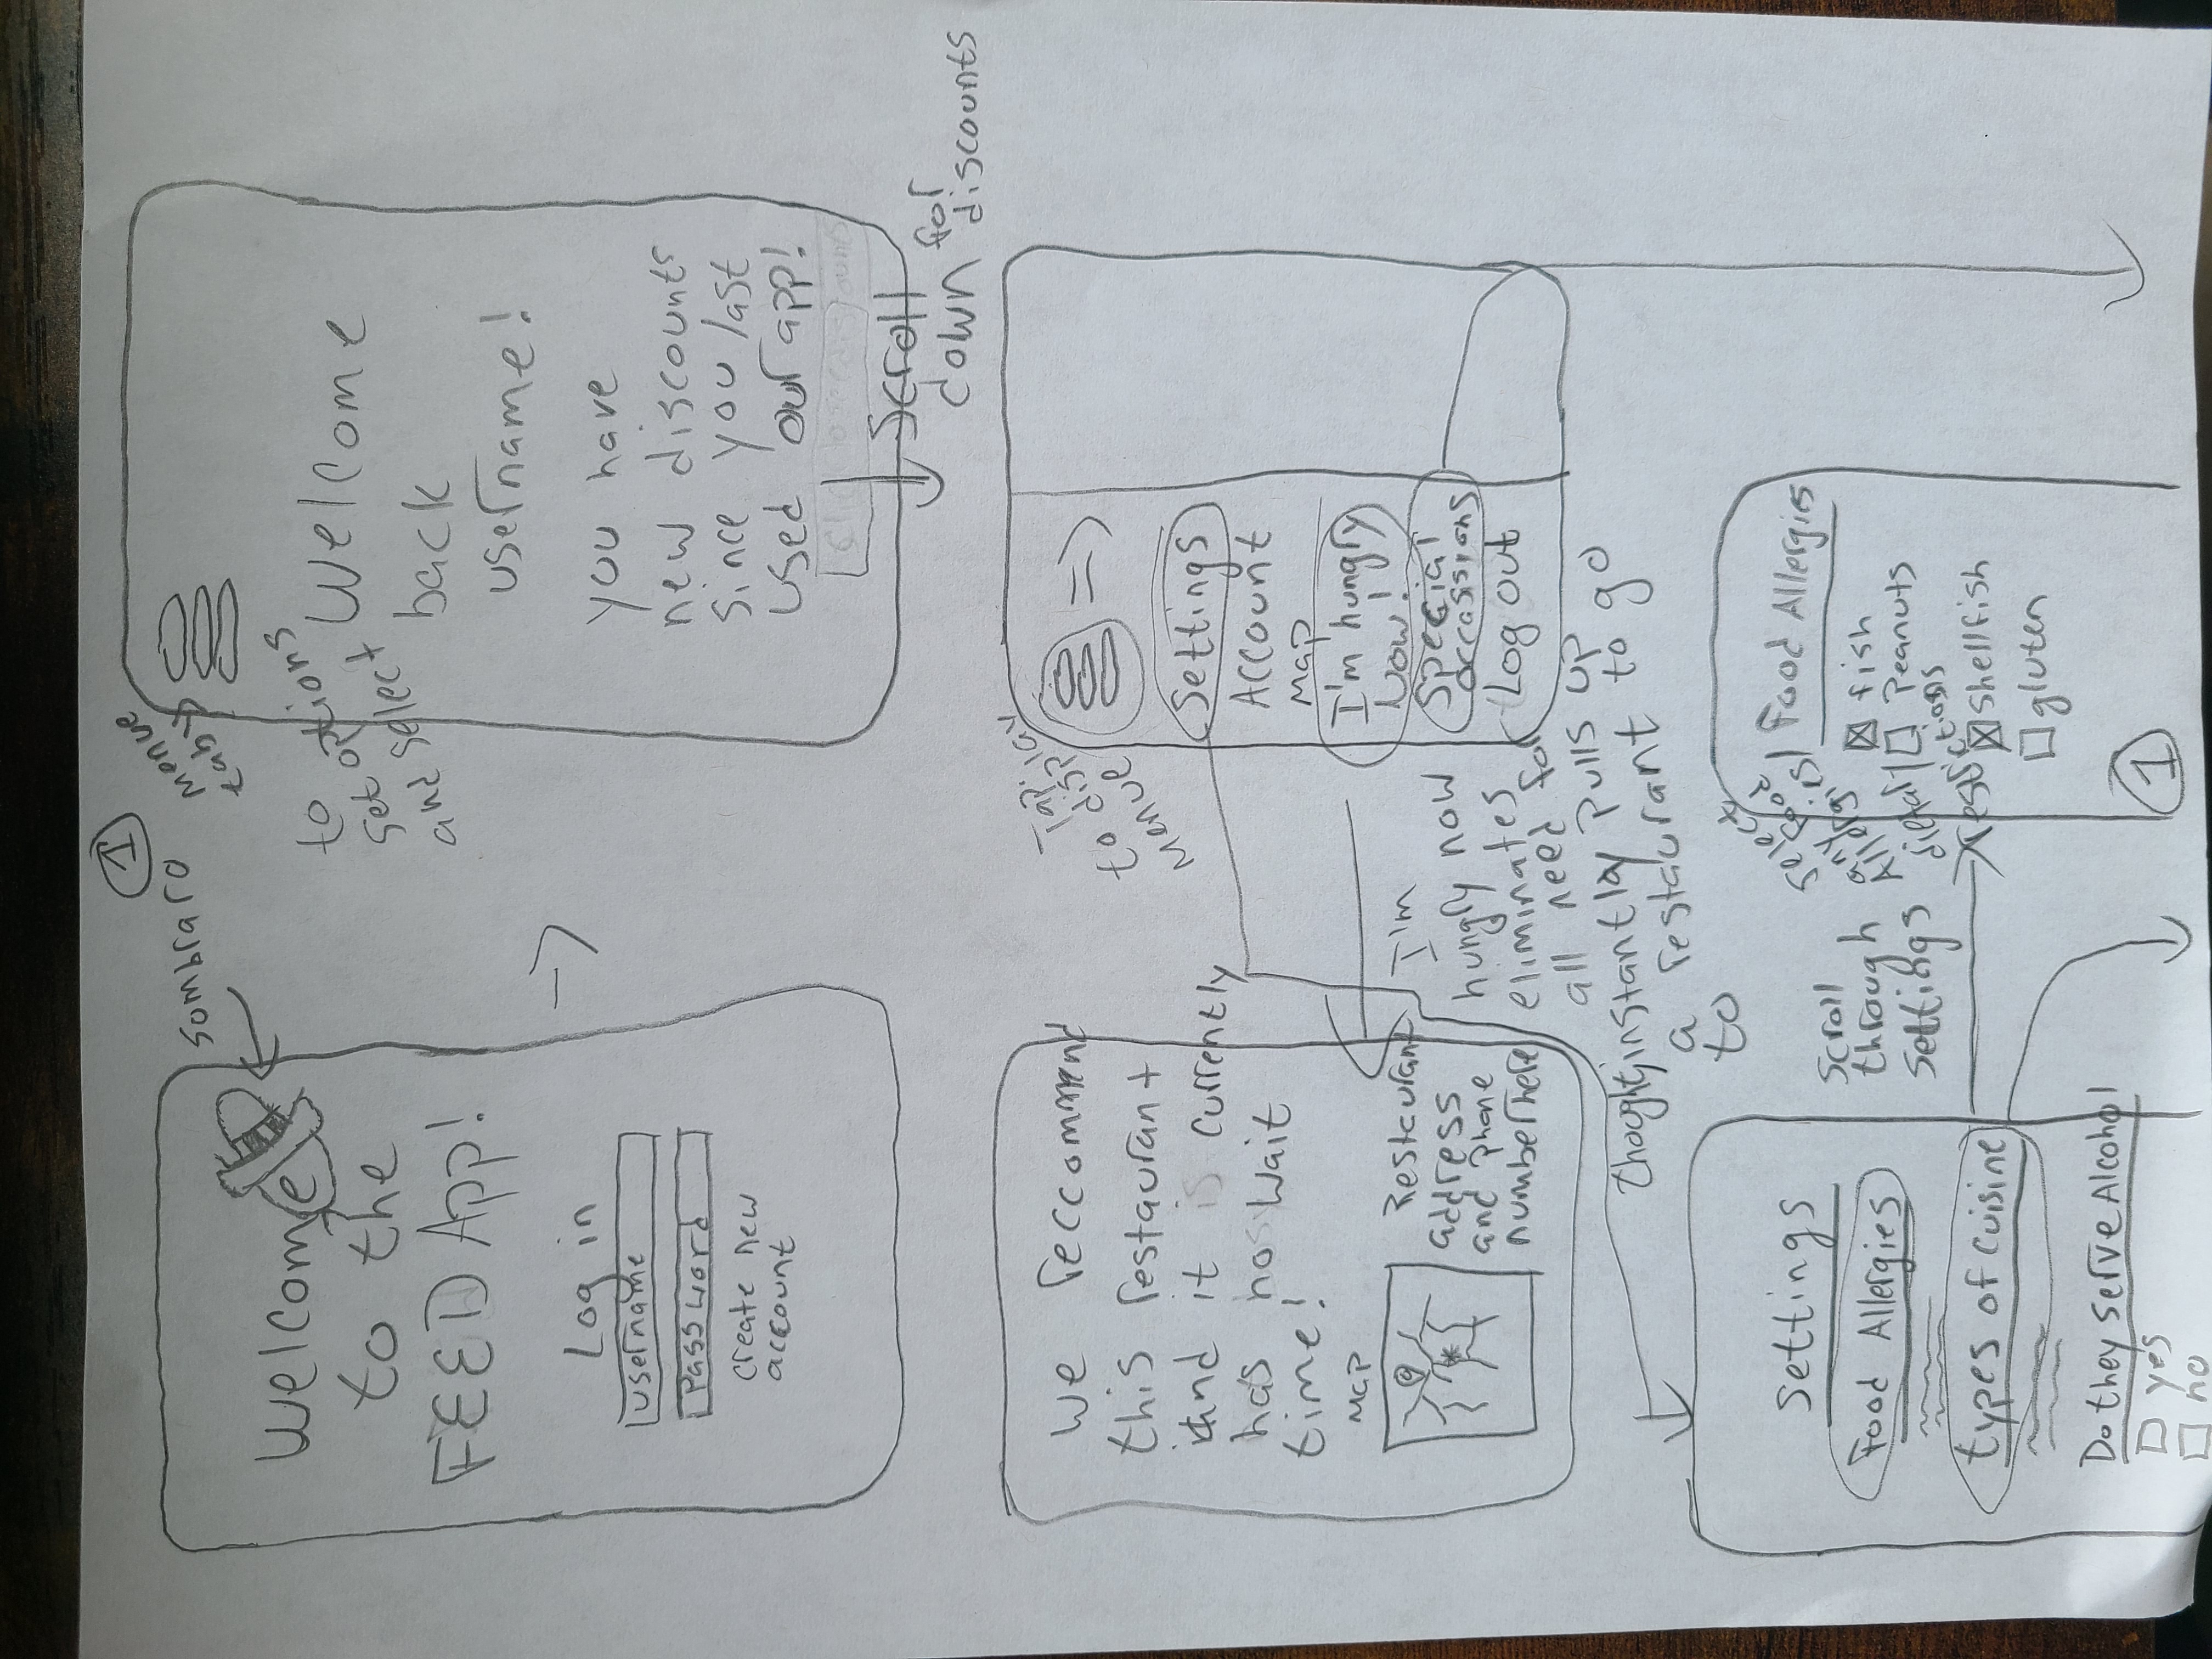 1
sombraro
Welcome
to the
FEED App!
Log in
username
password
create new
account
menue
tab
to
set options
and select
Welcome
back
username!
you have
new discounts
since you last
used our app!
Scroll
down for
discounts
We reccommend
this restaurant
and it currently
has no wait
time!
Map
Restaurant
address
and phone
number here
Tap
to display
menue
Settings
Account
Map
I'm hungry
Now!
Special
occassions
Log out
I'm
hungry now
eliminates
all need for
thought, instantly pulls up
a restaurant to go
to
Settings
Food Allergies
types of cuisine
Do they serve Alcohol
yes
no
Scroll
through
settings
select
any food
Allergies/
dietary
restrictions
Food Allergies
fish
Peanuts
shellfish
gluten
1